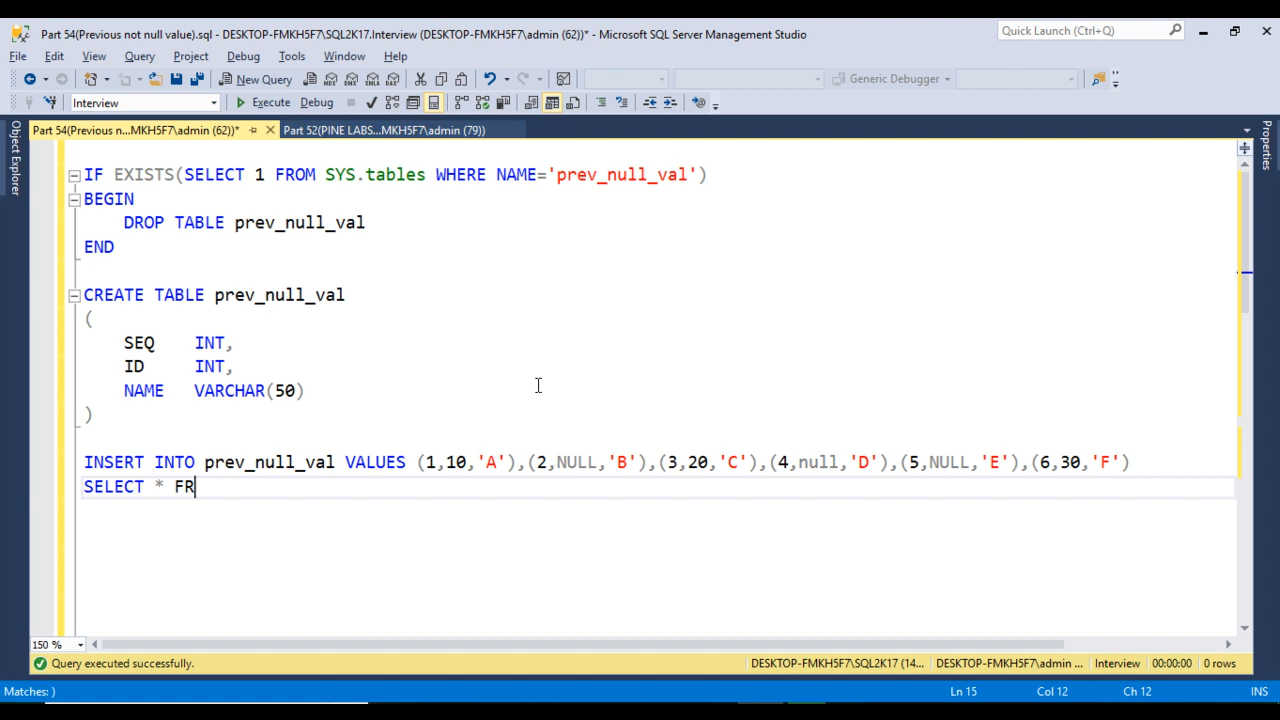 Part 54(Previous not null value).sql - DESKTOP-FMKH5F7\SQL2K17.Interview (DESKTOP-FMKH5F7\admin (62))* - Microsoft SQL Server Management Studio
Quick Launch (Ctrl+Q)
File Edit View Query Project Debug Tools Window Help
New Query
MDX DMX XMLA DAX
Generic Debugger
Interview
Execute Debug
Part 54(Previous n...MKH5F7\admin (62))*
Part 52(PINE LABS...MKH5F7\admin (79))
Object Explorer
Properties
IF EXISTS(SELECT 1 FROM SYS.tables WHERE NAME='prev_null_val')
BEGIN
DROP TABLE prev_null_val
END
CREATE TABLE prev_null_val
(
SEQ INT,
ID INT,
NAME VARCHAR(50)
)
INSERT INTO prev_null_val VALUES (1,10,'A'),(2,NULL,'B'),(3,20,'C'),(4,null,'D'),(5,NULL,'E'),(6,30,'F')
SELECT * FR
150 %
Query executed successfully.
DESKTOP-FMKH5F7\SQL2K17 (14... DESKTOP-FMKH5F7\admin ... Interview 00:00:00 0 rows
Matches: ) Ln 15 Col 12 Ch 12 INS